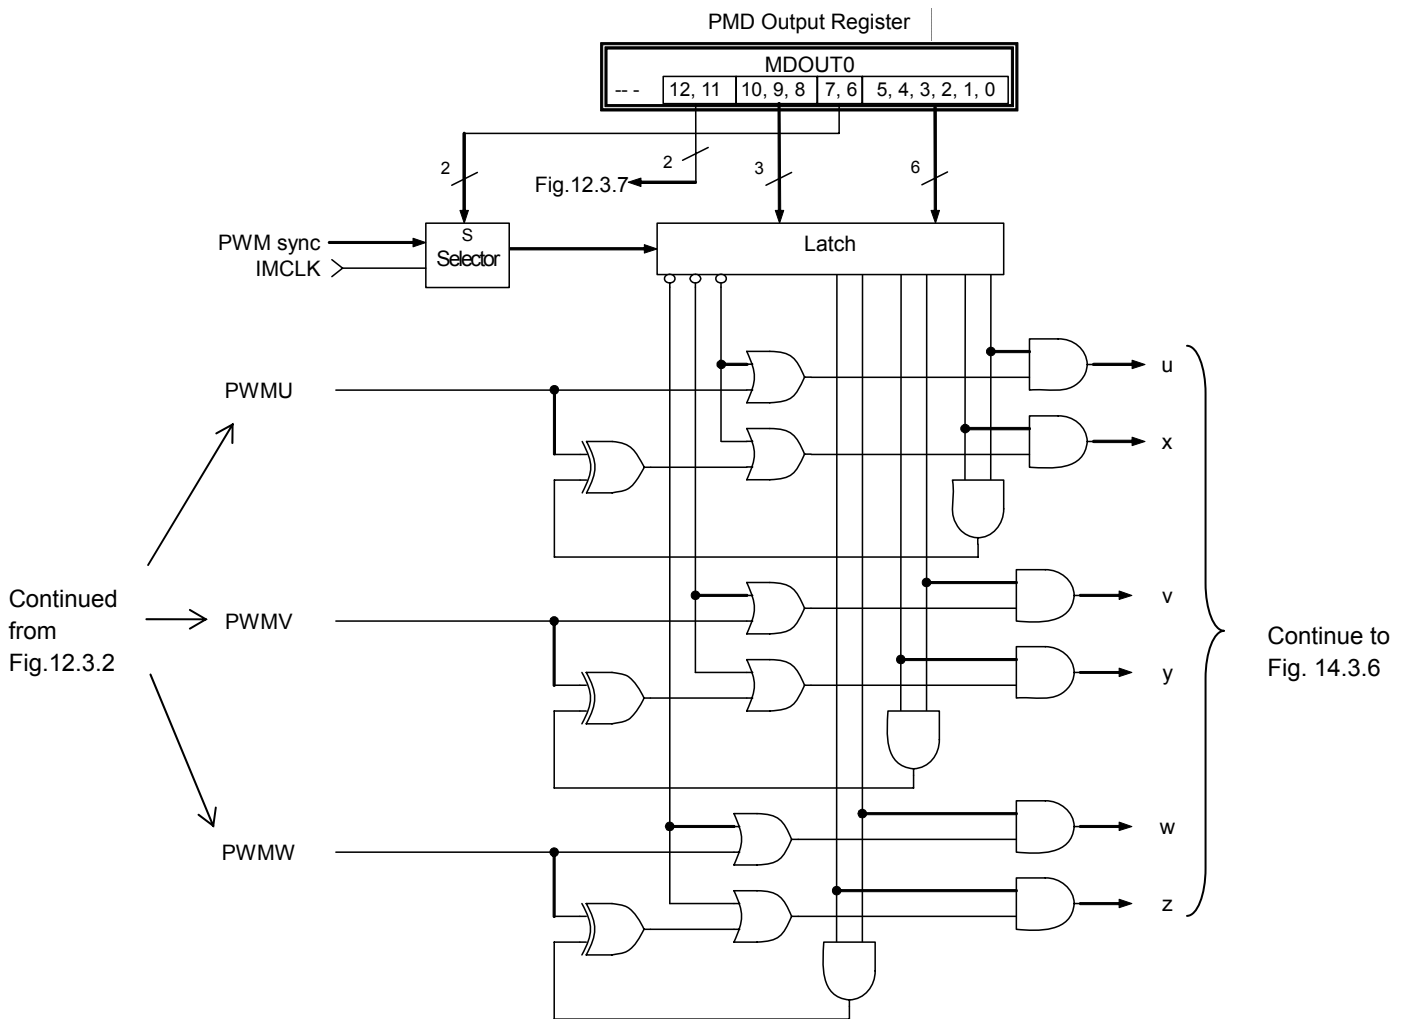 PMD Output Register
MDOUT0
-- - 12, 11 10, 9, 8 7, 6 5, 4, 3, 2, 1, 0
2
2
3
6
Fig.12.3.7
PWM sync
IMCLK
S
Selector
Latch
PWMU
u
x
Continued
from
Fig.12.3.2
PWMV
v
y
Continue to
Fig. 14.3.6
PWMW
w
z